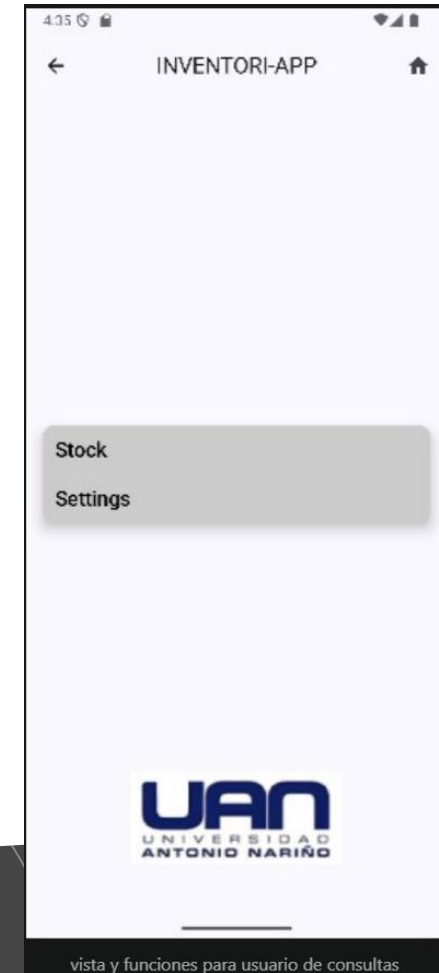 4:35
INVENTORI-APP
Stock
Settings
UAN
UNIVERSIDAD
ANTONIO NARIÑO
vista y funciones para usuario de consultas